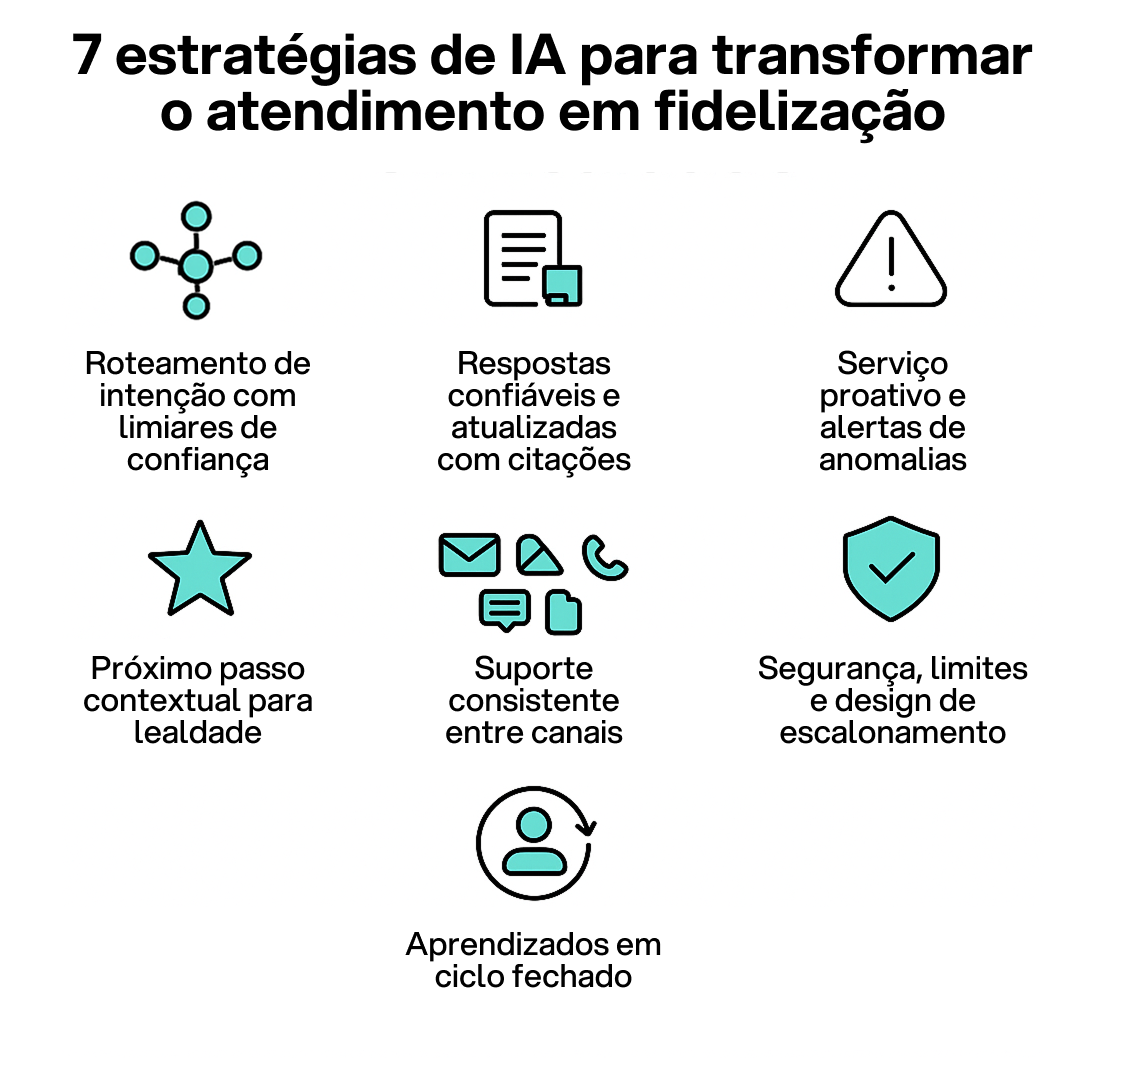 7 estratégias de IA para transformar
o atendimento em fidelização
Roteamento de
intenção com
limiares de
confiança
Respostas
confiáveis e
atualizadas
com citações
Serviço
proativo e
alertas de
anomalias
Próximo passo
contextual para
lealdade
Suporte
consistente
entre canais
Segurança, limites
e design de
escalonamento
Aprendizados em
ciclo fechado